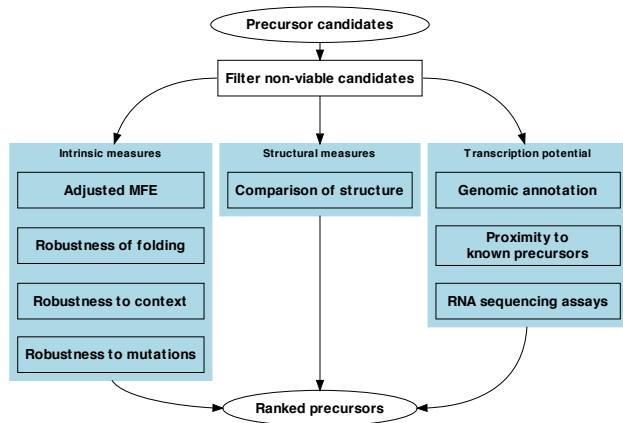 Precursor candidates
Filter non-viable candidates
Intrinsic measures
Adjusted MFE
Robustness of folding
Robustness to context
Robustness to mutations
Structural measures
Comparison of structure
Transcription potential
Genomic annotation
Proximity to
known precursors
RNA sequencing assays
Ranked precursors